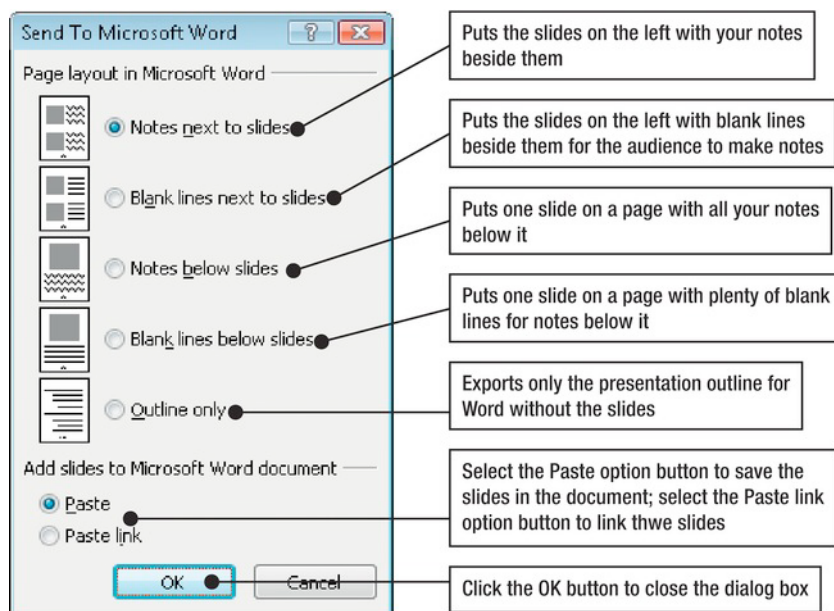 Send To Microsoft Word
Page layout in Microsoft Word
Notes next to slides
Blank lines next to slides
Notes below slides
Blank lines below slides
Outline only
Add slides to Microsoft Word document
Paste
Paste link
OK
Cancel
Puts the slides on the left with your notes
beside them
Puts the slides on the left with blank lines
beside them for the audience to make notes
Puts one slide on a page with all your notes
below it
Puts one slide on a page with plenty of blank
lines for notes below it
Exports only the presentation outline for
Word without the slides
Select the Paste option button to save the
slides in the document; select the Paste link
option button to link thwe slides
Click the OK button to close the dialog box